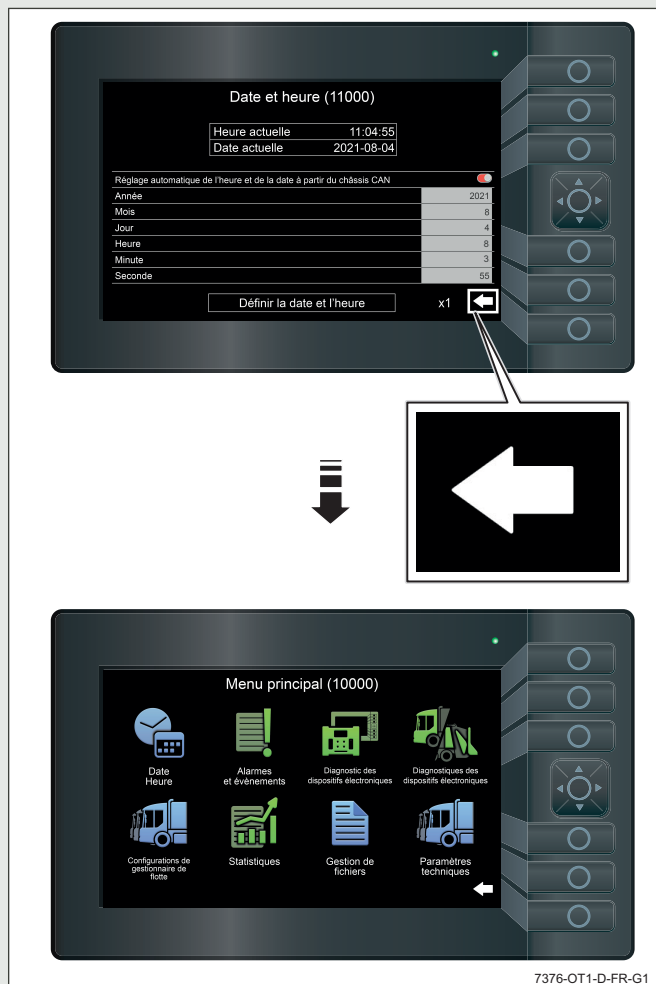 Date et heure (11000)
Heure actuelle 11:04:55
Date actuelle 2021-08-04
Réglage automatique de l'heure et de la date à partir du châssis CAN
Année 2021
Mois 8
Jour 4
Heure 8
Minute 3
Seconde 55
Définir la date et l'heure x1
Menu principal (10000)
Date
Heure
Alarmes
et évènements
Diagnostic des
dispositifs électroniques
Diagnostiques des
dispositifs électroniques
Configurations de
gestionnaire de
flotte
Statistiques
Gestion de
fichiers
Paramètres
techniques
7376-OT1-D-FR-G1